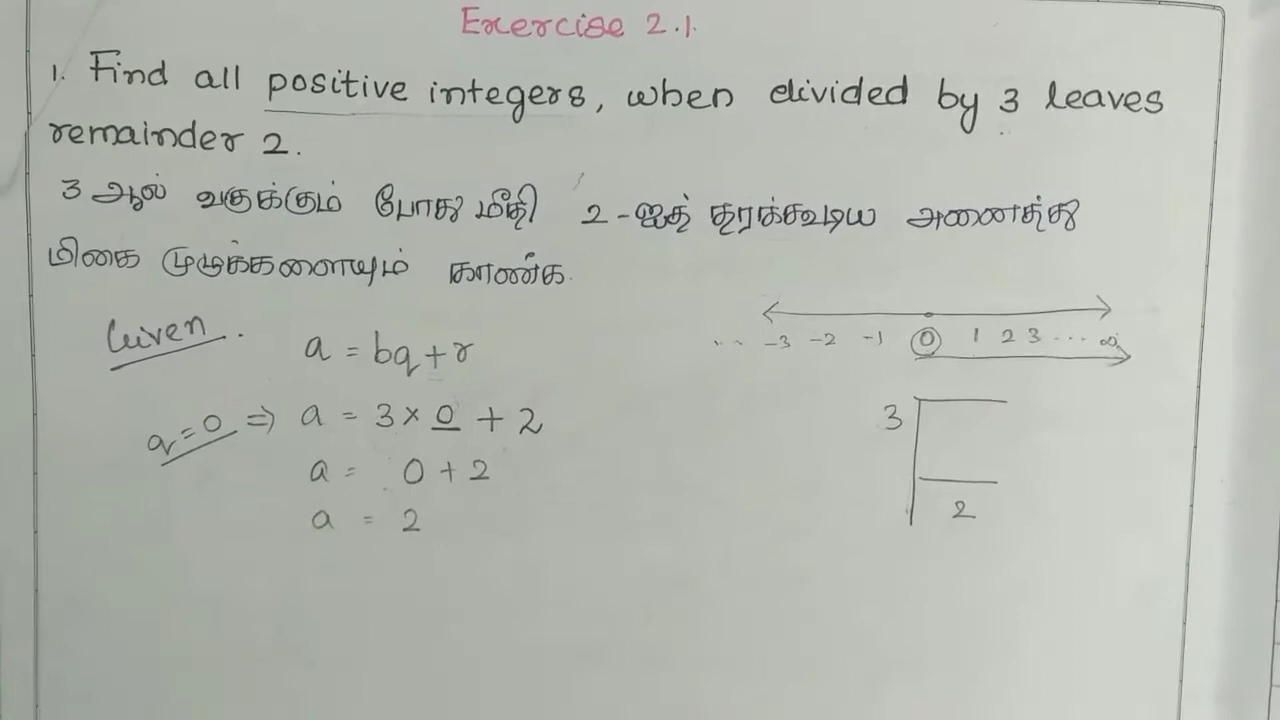 Exercise 2.1.
1. Find all positive integers, when divided by 3 leaves
remainder 2.
3 ஆல் வகுக்கும் போது மீதி 2-ஐத் தரக்கூடிய அனைத்து
மிகை முழுக்களையும் காண்க.
Given.
a = bq + r
... -3 -2 -1 0 1 2 3 ... ∞
q=0 ⇒ a = 3 × 0 + 2
3
a = 0 + 2
a = 2
2